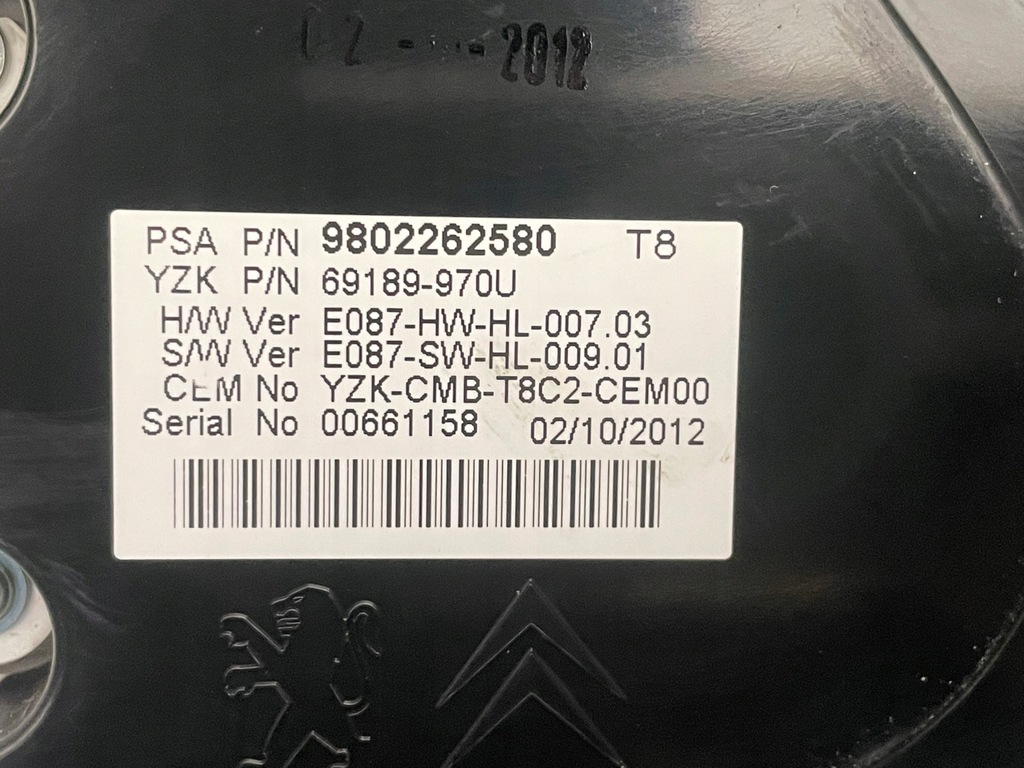 2012
PSA P/N 9802262580 T8
YZK P/N 69189-970U
H/W Ver E087-HW-HL-007.03
S/W Ver E087-SW-HL-009.01
CEM No YZK-CMB-T8C2-CEM00
Serial No 00661158 02/10/2012